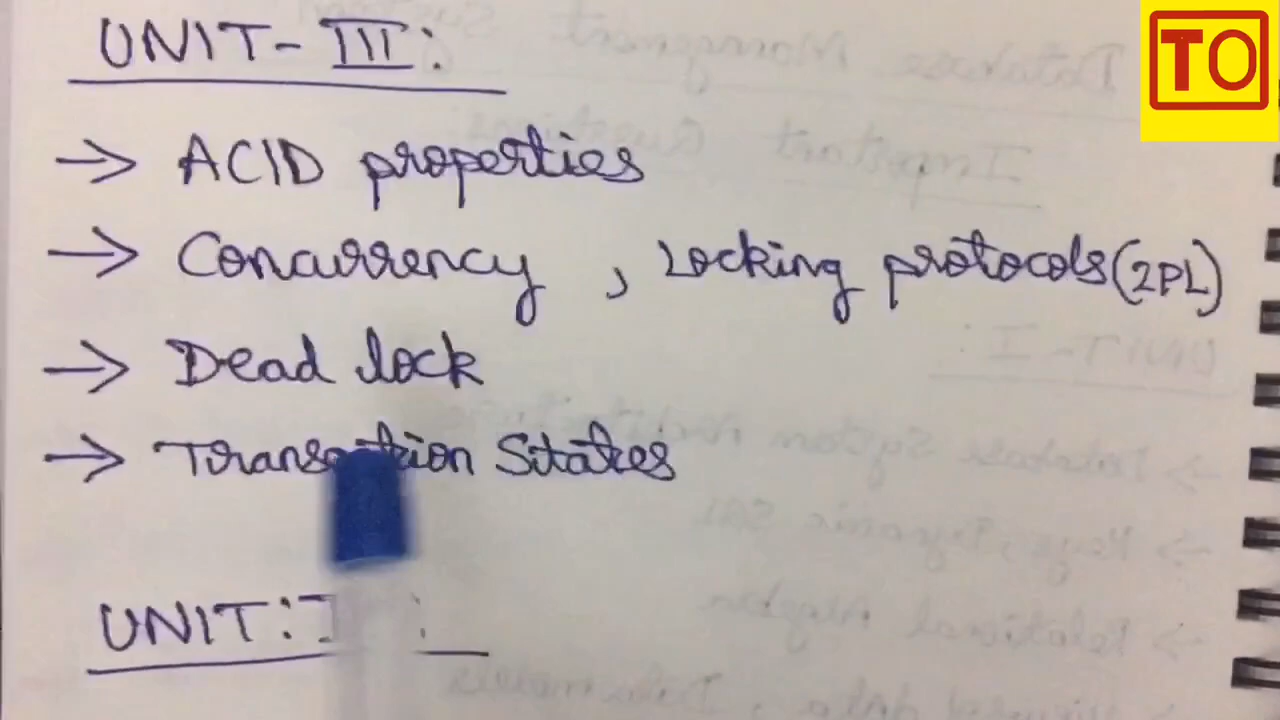 UNIT-III:
TO
→ ACID properties
→ Concurrency, Locking protocols (2PL)
→ Dead lock
→ Transaction States
UNIT: